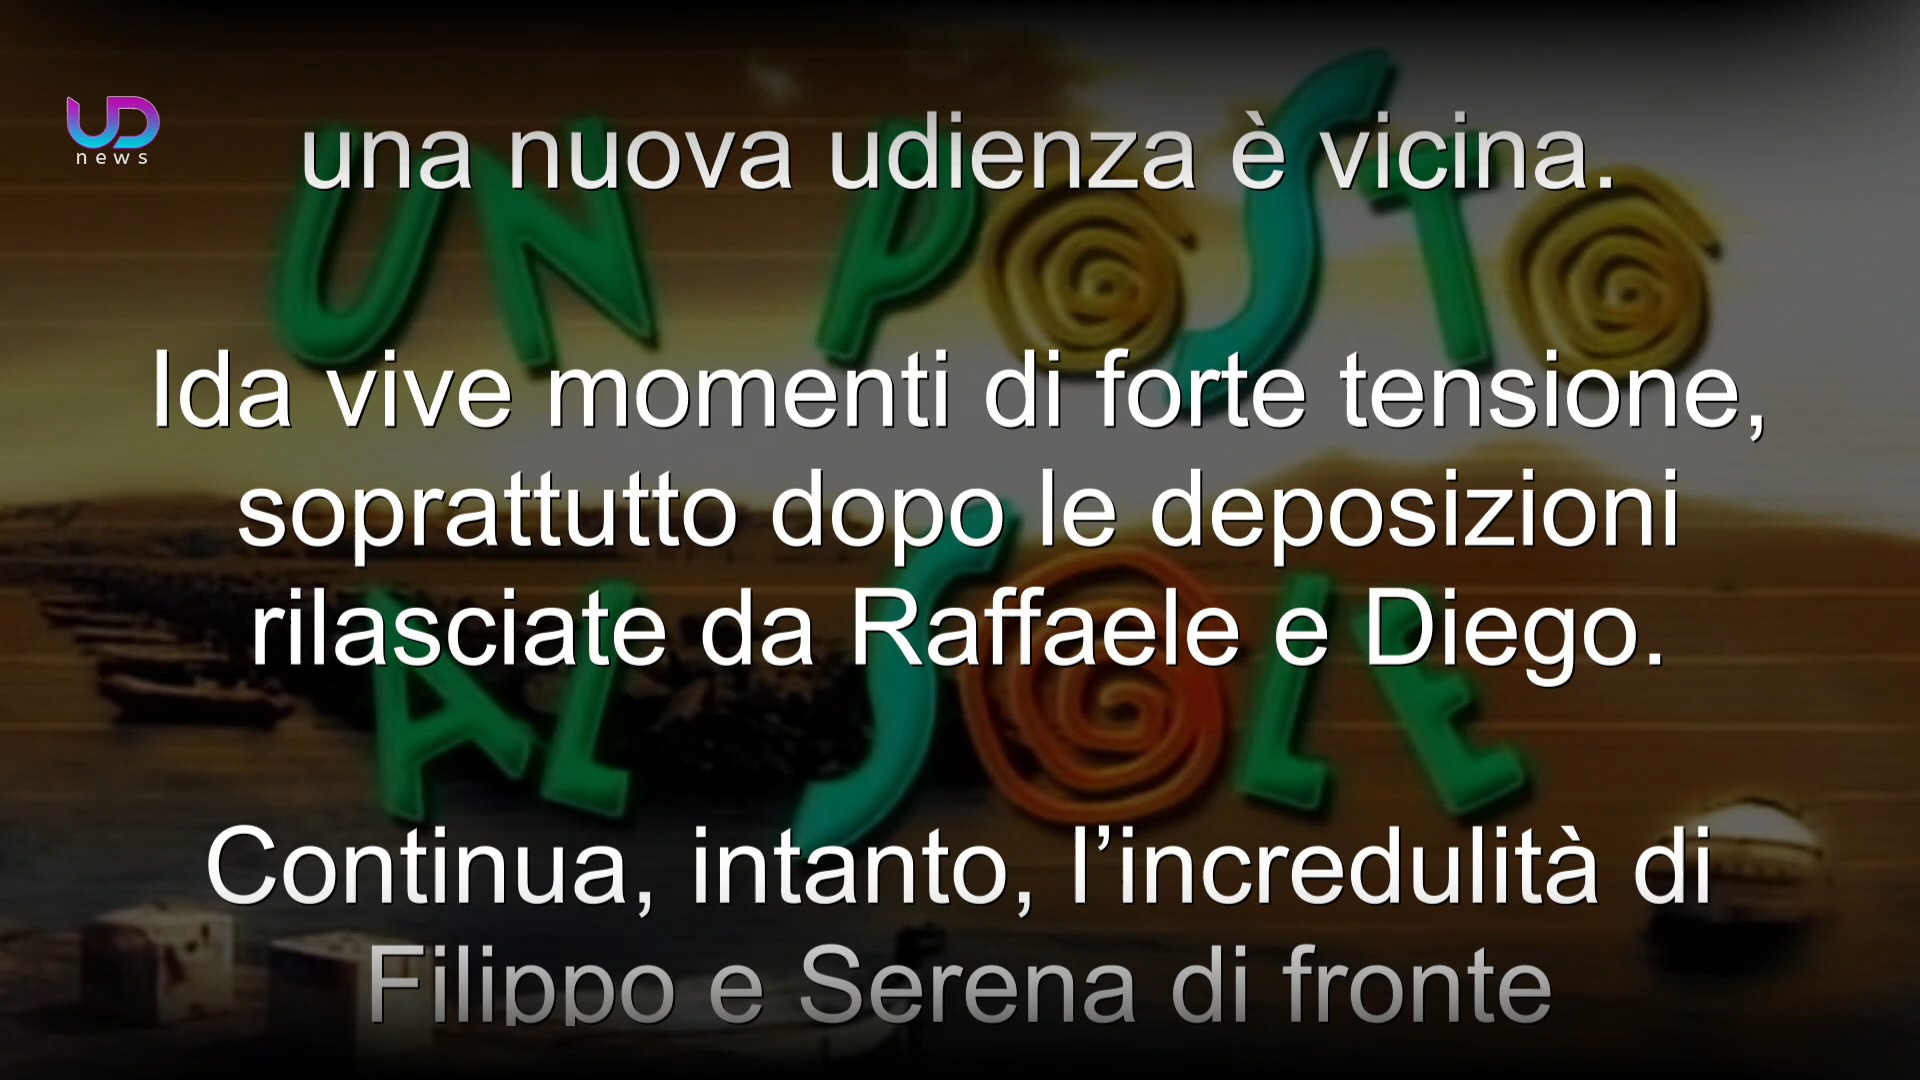 UD
news
una nuova udienza è vicina.
UN POSTO
Ida vive momenti di forte tensione,
soprattutto dopo le deposizioni
rilasciate da Raffaele e Diego.
AL SOLE
Continua, intanto, l’incredulità di
Filippo e Serena di fronte